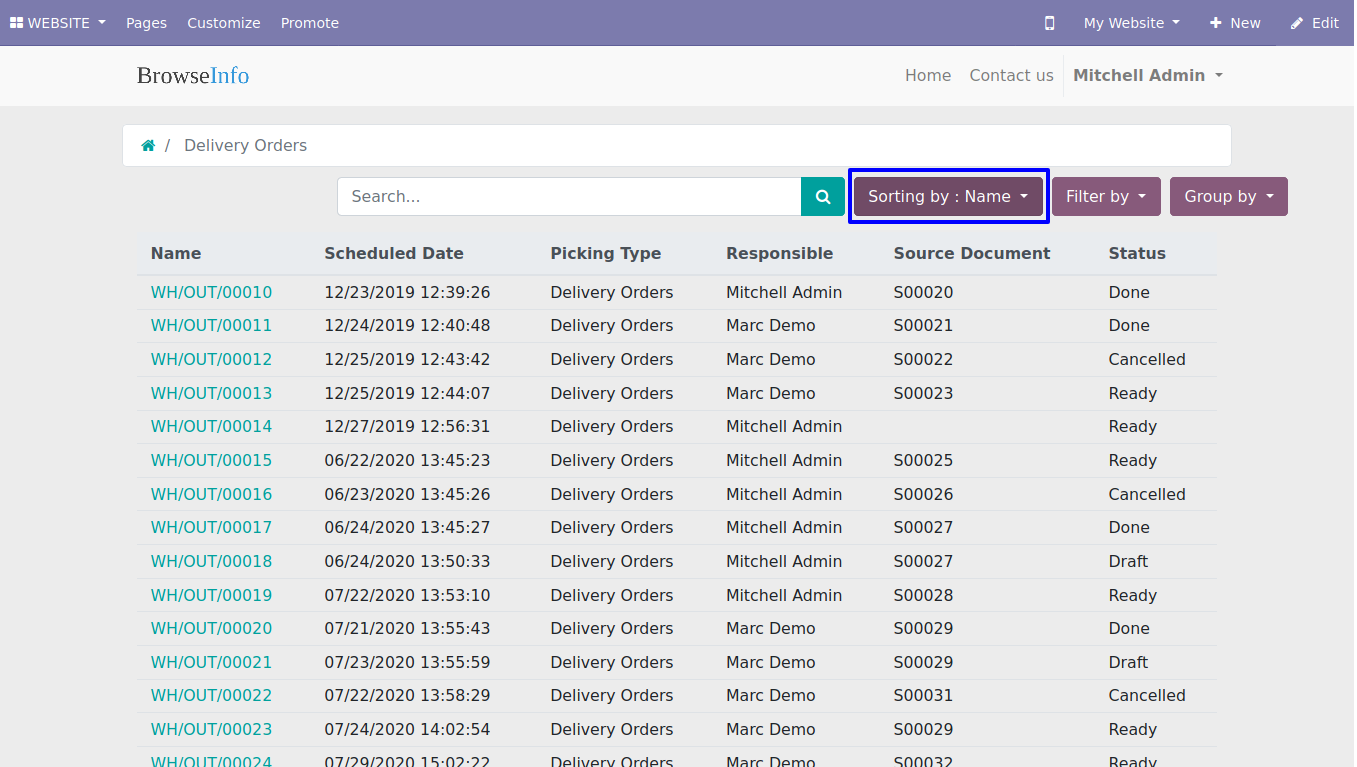 WEBSITE Pages Customize Promote My Website New Edit
BrowseInfo Home Contact us Mitchell Admin
/ Delivery Orders
Search... Sorting by : Name Filter by Group by
Name Scheduled Date Picking Type Responsible Source Document Status
WH/OUT/00010 12/23/2019 12:39:26 Delivery Orders Mitchell Admin S00020 Done
WH/OUT/00011 12/24/2019 12:40:48 Delivery Orders Marc Demo S00021 Done
WH/OUT/00012 12/25/2019 12:43:42 Delivery Orders Marc Demo S00022 Cancelled
WH/OUT/00013 12/25/2019 12:44:07 Delivery Orders Marc Demo S00023 Ready
WH/OUT/00014 12/27/2019 12:56:31 Delivery Orders Mitchell Admin Ready
WH/OUT/00015 06/22/2020 13:45:23 Delivery Orders Mitchell Admin S00025 Ready
WH/OUT/00016 06/23/2020 13:45:26 Delivery Orders Mitchell Admin S00026 Cancelled
WH/OUT/00017 06/24/2020 13:45:27 Delivery Orders Mitchell Admin S00027 Done
WH/OUT/00018 06/24/2020 13:50:33 Delivery Orders Mitchell Admin S00027 Draft
WH/OUT/00019 07/22/2020 13:53:10 Delivery Orders Mitchell Admin S00028 Ready
WH/OUT/00020 07/21/2020 13:55:43 Delivery Orders Marc Demo S00029 Done
WH/OUT/00021 07/23/2020 13:55:59 Delivery Orders Marc Demo S00029 Draft
WH/OUT/00022 07/22/2020 13:58:29 Delivery Orders Marc Demo S00031 Cancelled
WH/OUT/00023 07/24/2020 14:02:54 Delivery Orders Marc Demo S00029 Ready
WH/OUT/00024 07/29/2020 15:02:22 Delivery Orders Marc Demo S00032 Ready